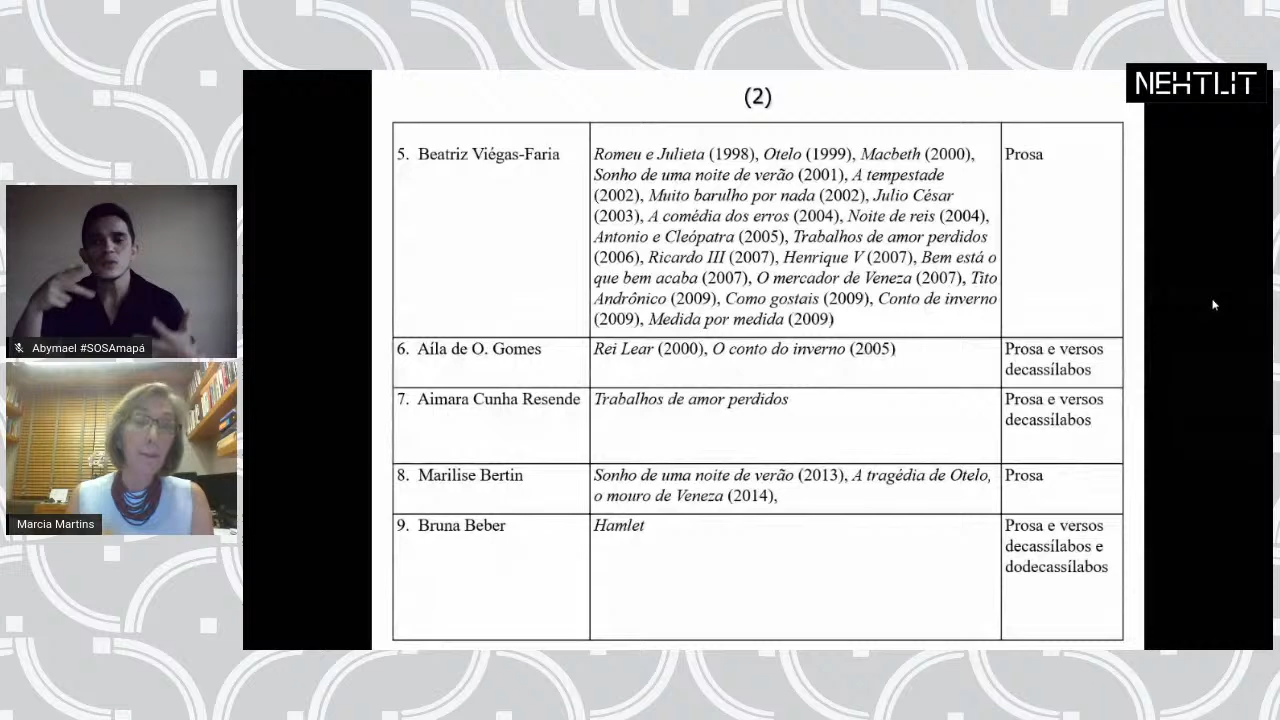 NEHTLIT
(2)
5. Beatriz Viégas-Faria
Romeu e Julieta (1998), Otelo (1999), Macbeth (2000),
Sonho de uma noite de verão (2001), A tempestade
(2002), Muito barulho por nada (2002), Julio César
(2003), A comédia dos erros (2004), Noite de reis (2004),
Antonio e Cleópatra (2005), Trabalhos de amor perdidos
(2006), Ricardo III (2007), Henrique V (2007), Bem está o
que bem acaba (2007), O mercador de Veneza (2007), Tito
Andrônico (2009), Como gostais (2009), Conto de inverno
(2009), Medida por medida (2009)
Prosa
6. Aíla de O. Gomes
Rei Lear (2000), O conto do inverno (2005)
Prosa e versos
decassílabos
7. Aimara Cunha Resende
Trabalhos de amor perdidos
Prosa e versos
decassílabos
8. Marilise Bertin
Sonho de uma noite de verão (2013), A tragédia de Otelo,
o mouro de Veneza (2014),
Prosa
9. Bruna Beber
Hamlet
Prosa e versos
decassílabos e
dodecassílabos
Abymael #SOSAmapá
Marcia Martins